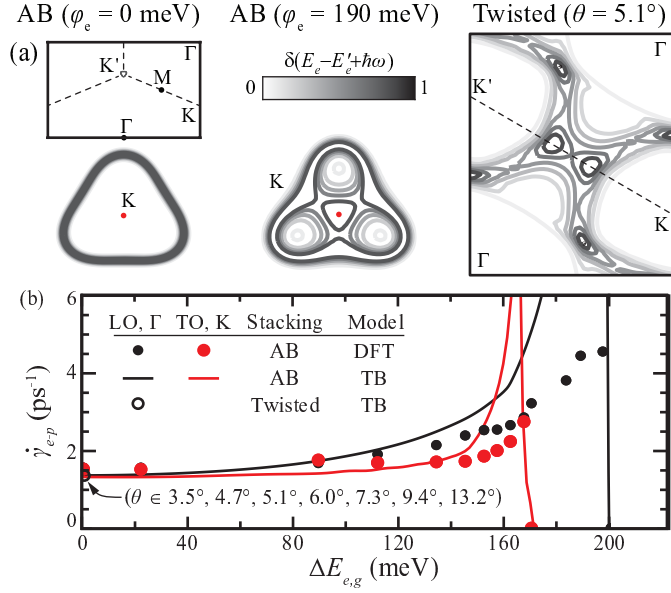 AB (φe = 0 meV) AB (φe = 190 meV) Twisted (θ = 5.1°)
(a)
Γ
K'
M
K
Γ
K
δ(Ee−E'e+ħω)
0 1
K
Γ
K'
K
Γ
(b)
6
LO, Γ TO, K Stacking Model
AB DFT
AB TB
Twisted TB
4
2
0
γ̇e-p (ps⁻¹)
(θ ∈ 3.5°, 4.7°, 5.1°, 6.0°, 7.3°, 9.4°, 13.2°)
0 40 80 120 160 200
ΔEe,g (meV)